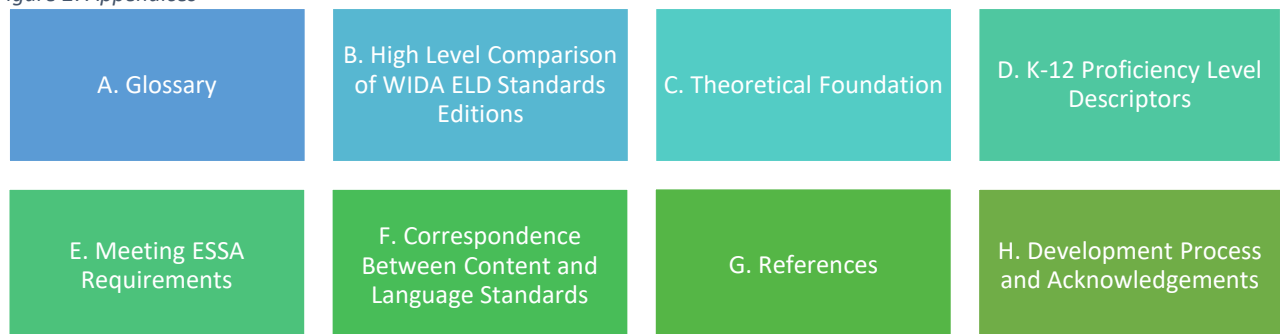 A. Glossary
B. High Level Comparison
of WIDA ELD Standards
Editions
C. Theoretical Foundation
D. K-12 Proficiency Level
Descriptors
E. Meeting ESSA
Requirements
F. Correspondence
Between Content and
Language Standards
G. References
H. Development Process
and Acknowledgements